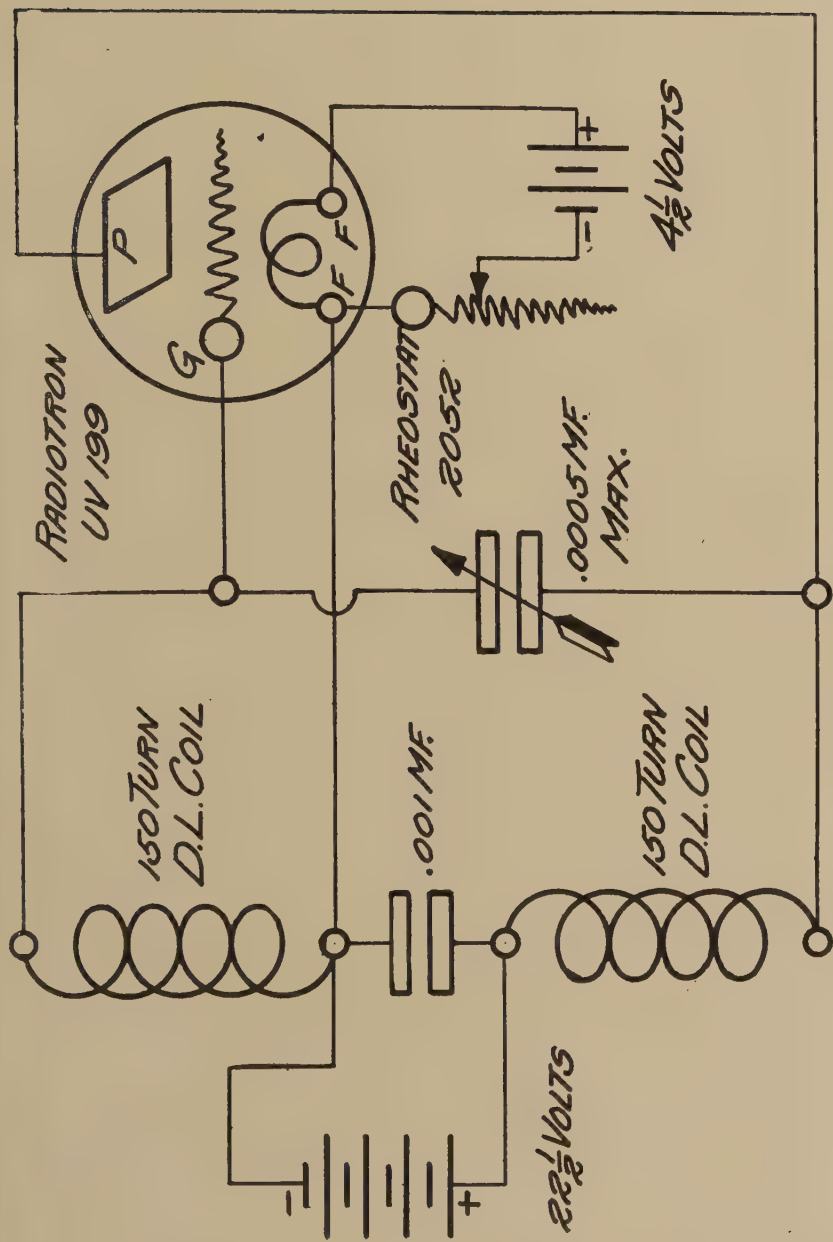 P
G
F F
RADIOTRON
UV 199
+
-
4½ VOLTS
RHEOSTAT
2052
.0005 MF.
MAX.
150 TURN
D.L. COIL
.001 MF.
150 TURN
D.L. COIL
-
+
22½ VOLTS